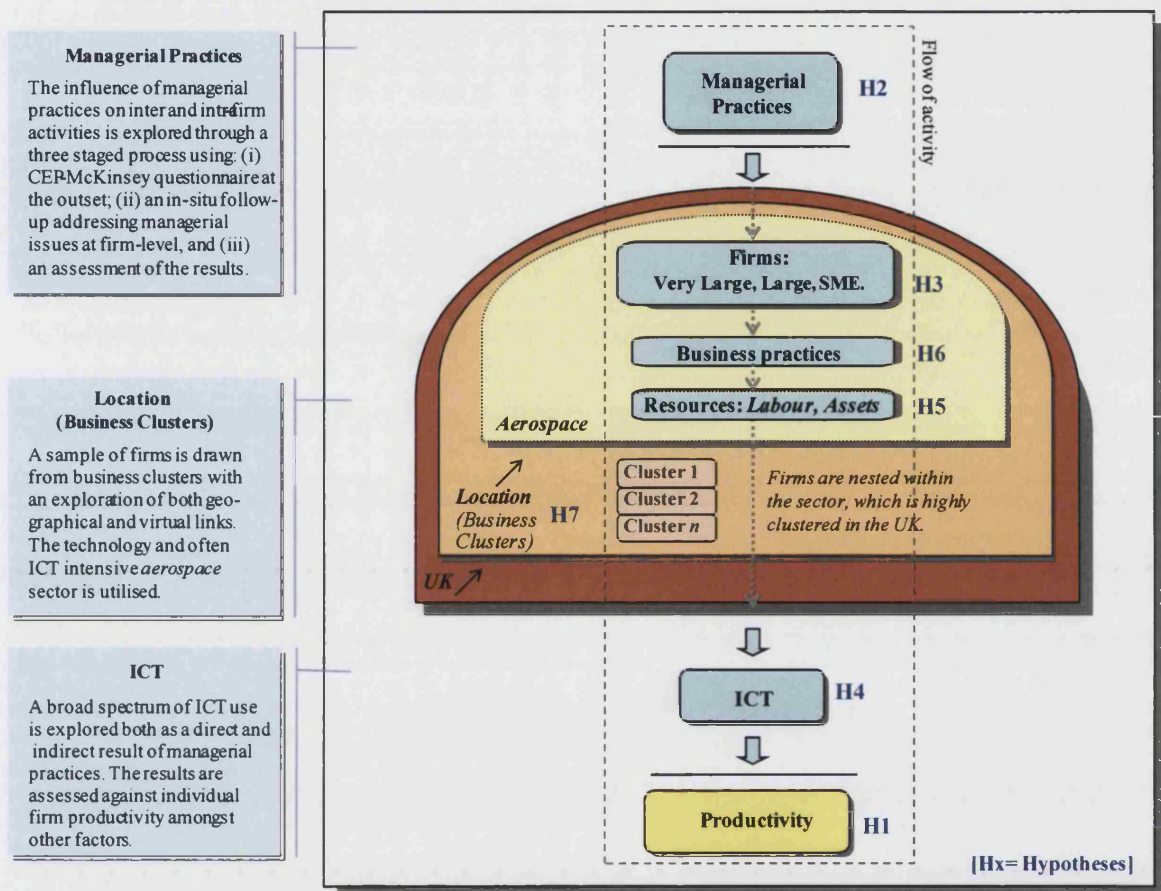 Managerial Practices
The influence of managerial
practices on inter and intra-firm
activities is explored through a
three staged process using: (i)
CEP-McKinsey questionnaire at
the outset; (ii) an in-situ follow-
up addressing managerial
issues at firm-level, and (iii)
an assessment of the results.
Location
(Business Clusters)
A sample of firms is drawn
from business clusters with
an exploration of both geo-
graphical and virtual links.
The technology and often
ICT intensive aerospace
sector is utilised.
ICT
A broad spectrum of ICT use
is explored both as a direct and
indirect result of managerial
practices. The results are
assessed against individual
firm productivity amongst
other factors.
Flow of activity
Managerial
Practices
H2
Firms:
Very Large, Large, SME.
H3
Business practices
H6
Resources: Labour, Assets
H5
Aerospace
Location
(Business
Clusters)
H7
Cluster 1
Cluster 2
Cluster n
Firms are nested within
the sector, which is highly
clustered in the UK.
UK
ICT
H4
Productivity
H1
[Hx= Hypotheses]